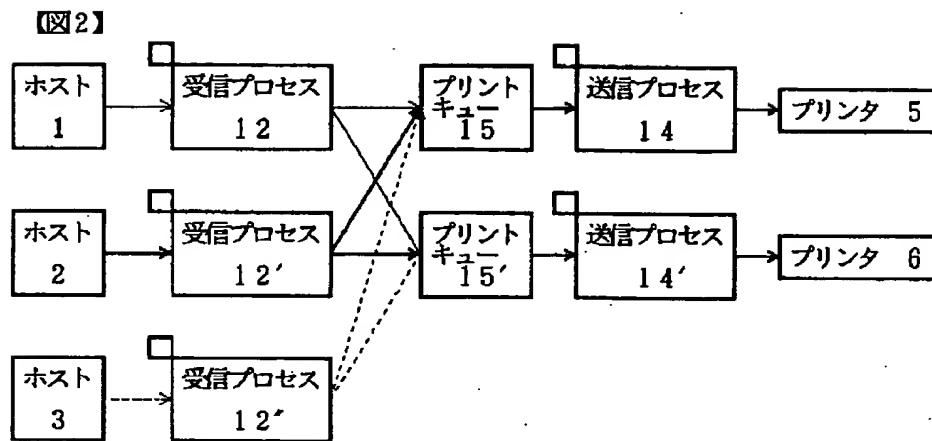 【図2】
ホスト
1
受信プロセス
12
プリント
キュー
15
送信プロセス
14
プリンタ 5
ホスト
2
受信プロセス
12′
プリント
キュー
15′
送信プロセス
14′
プリンタ 6
ホスト
3
受信プロセス
12″